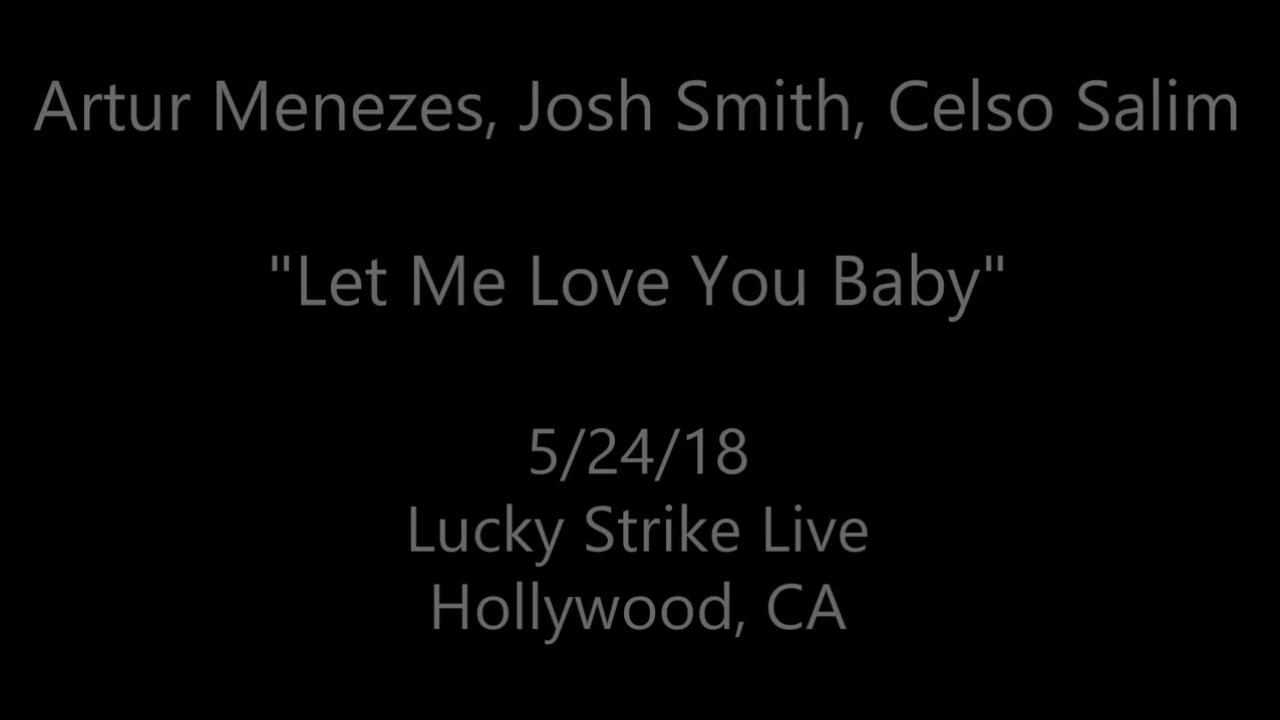 Artur Menezes, Josh Smith, Celso Salim
"Let Me Love You Baby"
5/24/18
Lucky Strike Live
Hollywood, CA